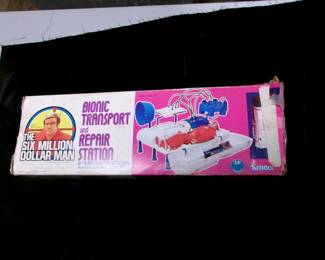 THE
SIX MILLION
DOLLAR MAN
BIONIC
TRANSPORT
and
REPAIR
STATION
Kenner